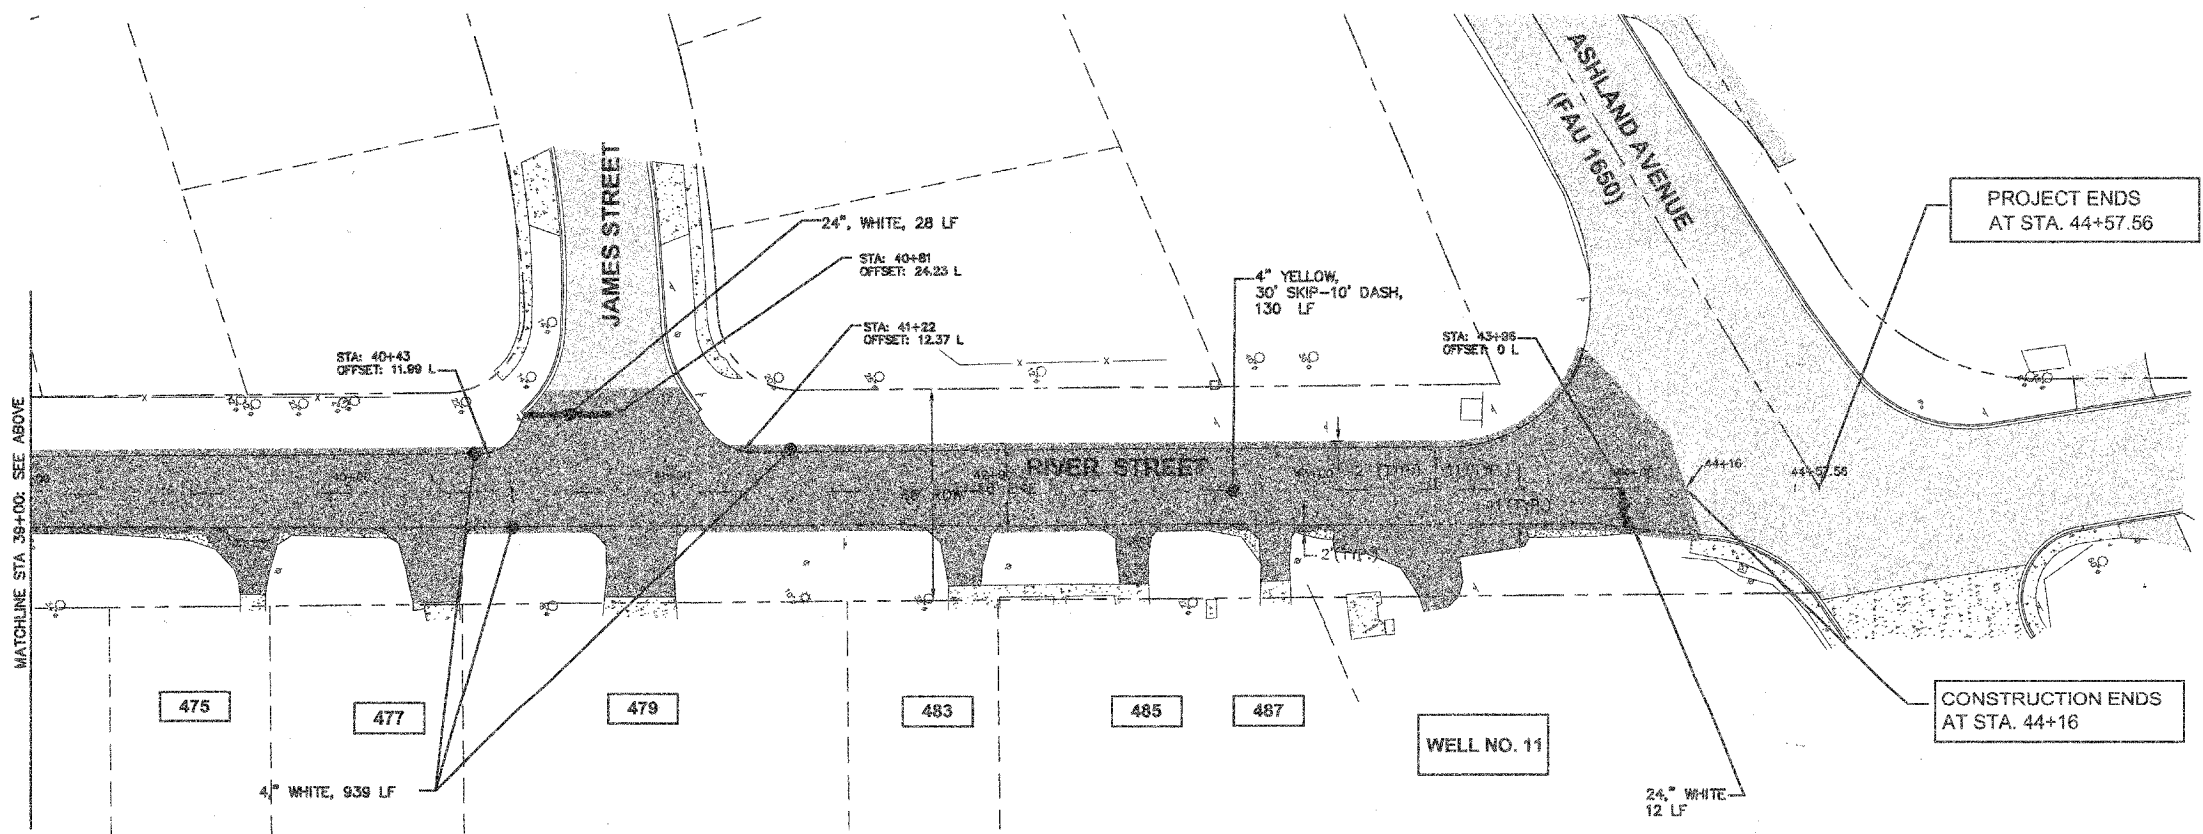 ASHLAND AVENUE
(FAU 1650)
PROJECT ENDS
AT STA. 44+57.56
JAMES STREET
24", WHITE, 28 LF
STA: 40+81
OFFSET: 24.23 L
4" YELLOW,
30' SKIP-10' DASH,
130 LF
STA: 41+22
OFFSET: 12.37 L
STA: 43+96
OFFSET: 0 L
STA: 40+43
OFFSET: 11.99 L
MATCHLINE STA 39+00: SEE ABOVE
RIVER STREET
44+16
44+57.56
2'(TYP.)
475
477
479
483
485
487
WELL NO. 11
CONSTRUCTION ENDS
AT STA. 44+16
4," WHITE, 939 LF
24," WHITE
12 LF